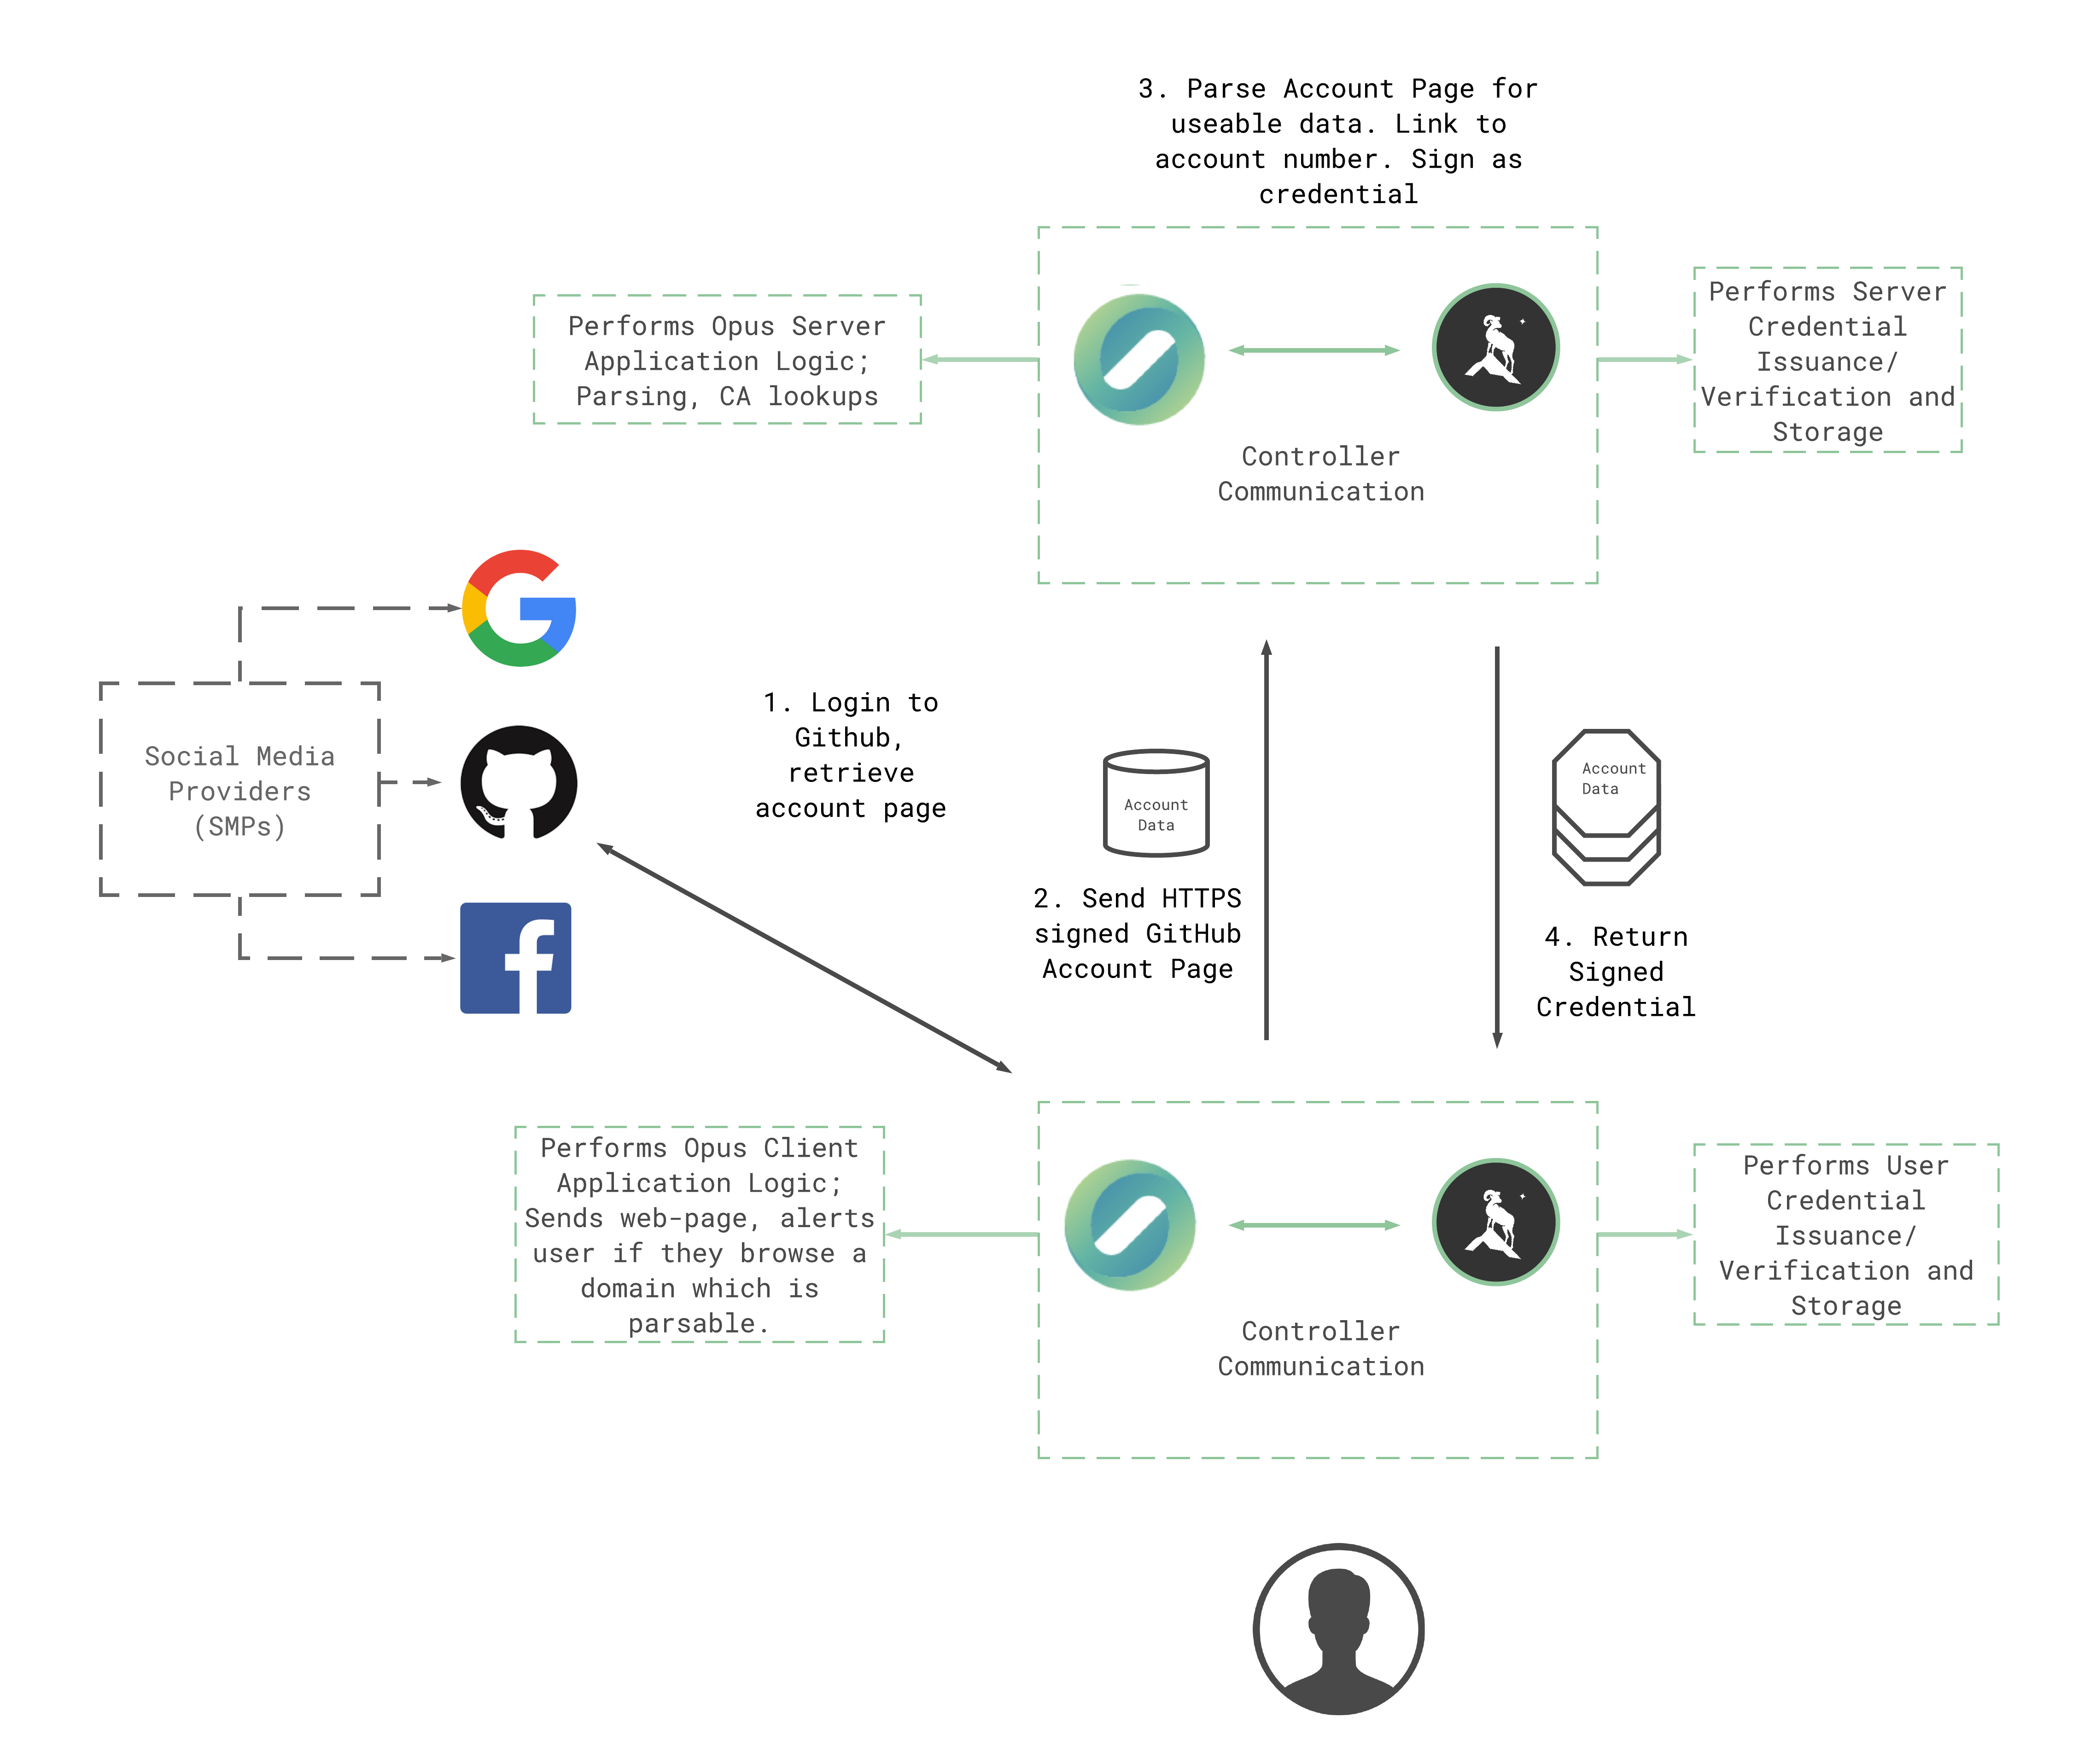 3. Parse Account Page for
useable data. Link to
account number. Sign as
credential
Performs Opus Server
Application Logic;
Parsing, CA lookups
Controller
Communication
Performs Server
Credential
Issuance/
Verification and
Storage
Social Media
Providers
(SMPs)
1. Login to
Github,
retrieve
account page
Account
Data
2. Send HTTPS
signed GitHub
Account Page
Account
Data
4. Return
Signed
Credential
Performs Opus Client
Application Logic;
Sends web-page, alerts
user if they browse a
domain which is
parsable.
Controller
Communication
Performs User
Credential
Issuance/
Verification and
Storage